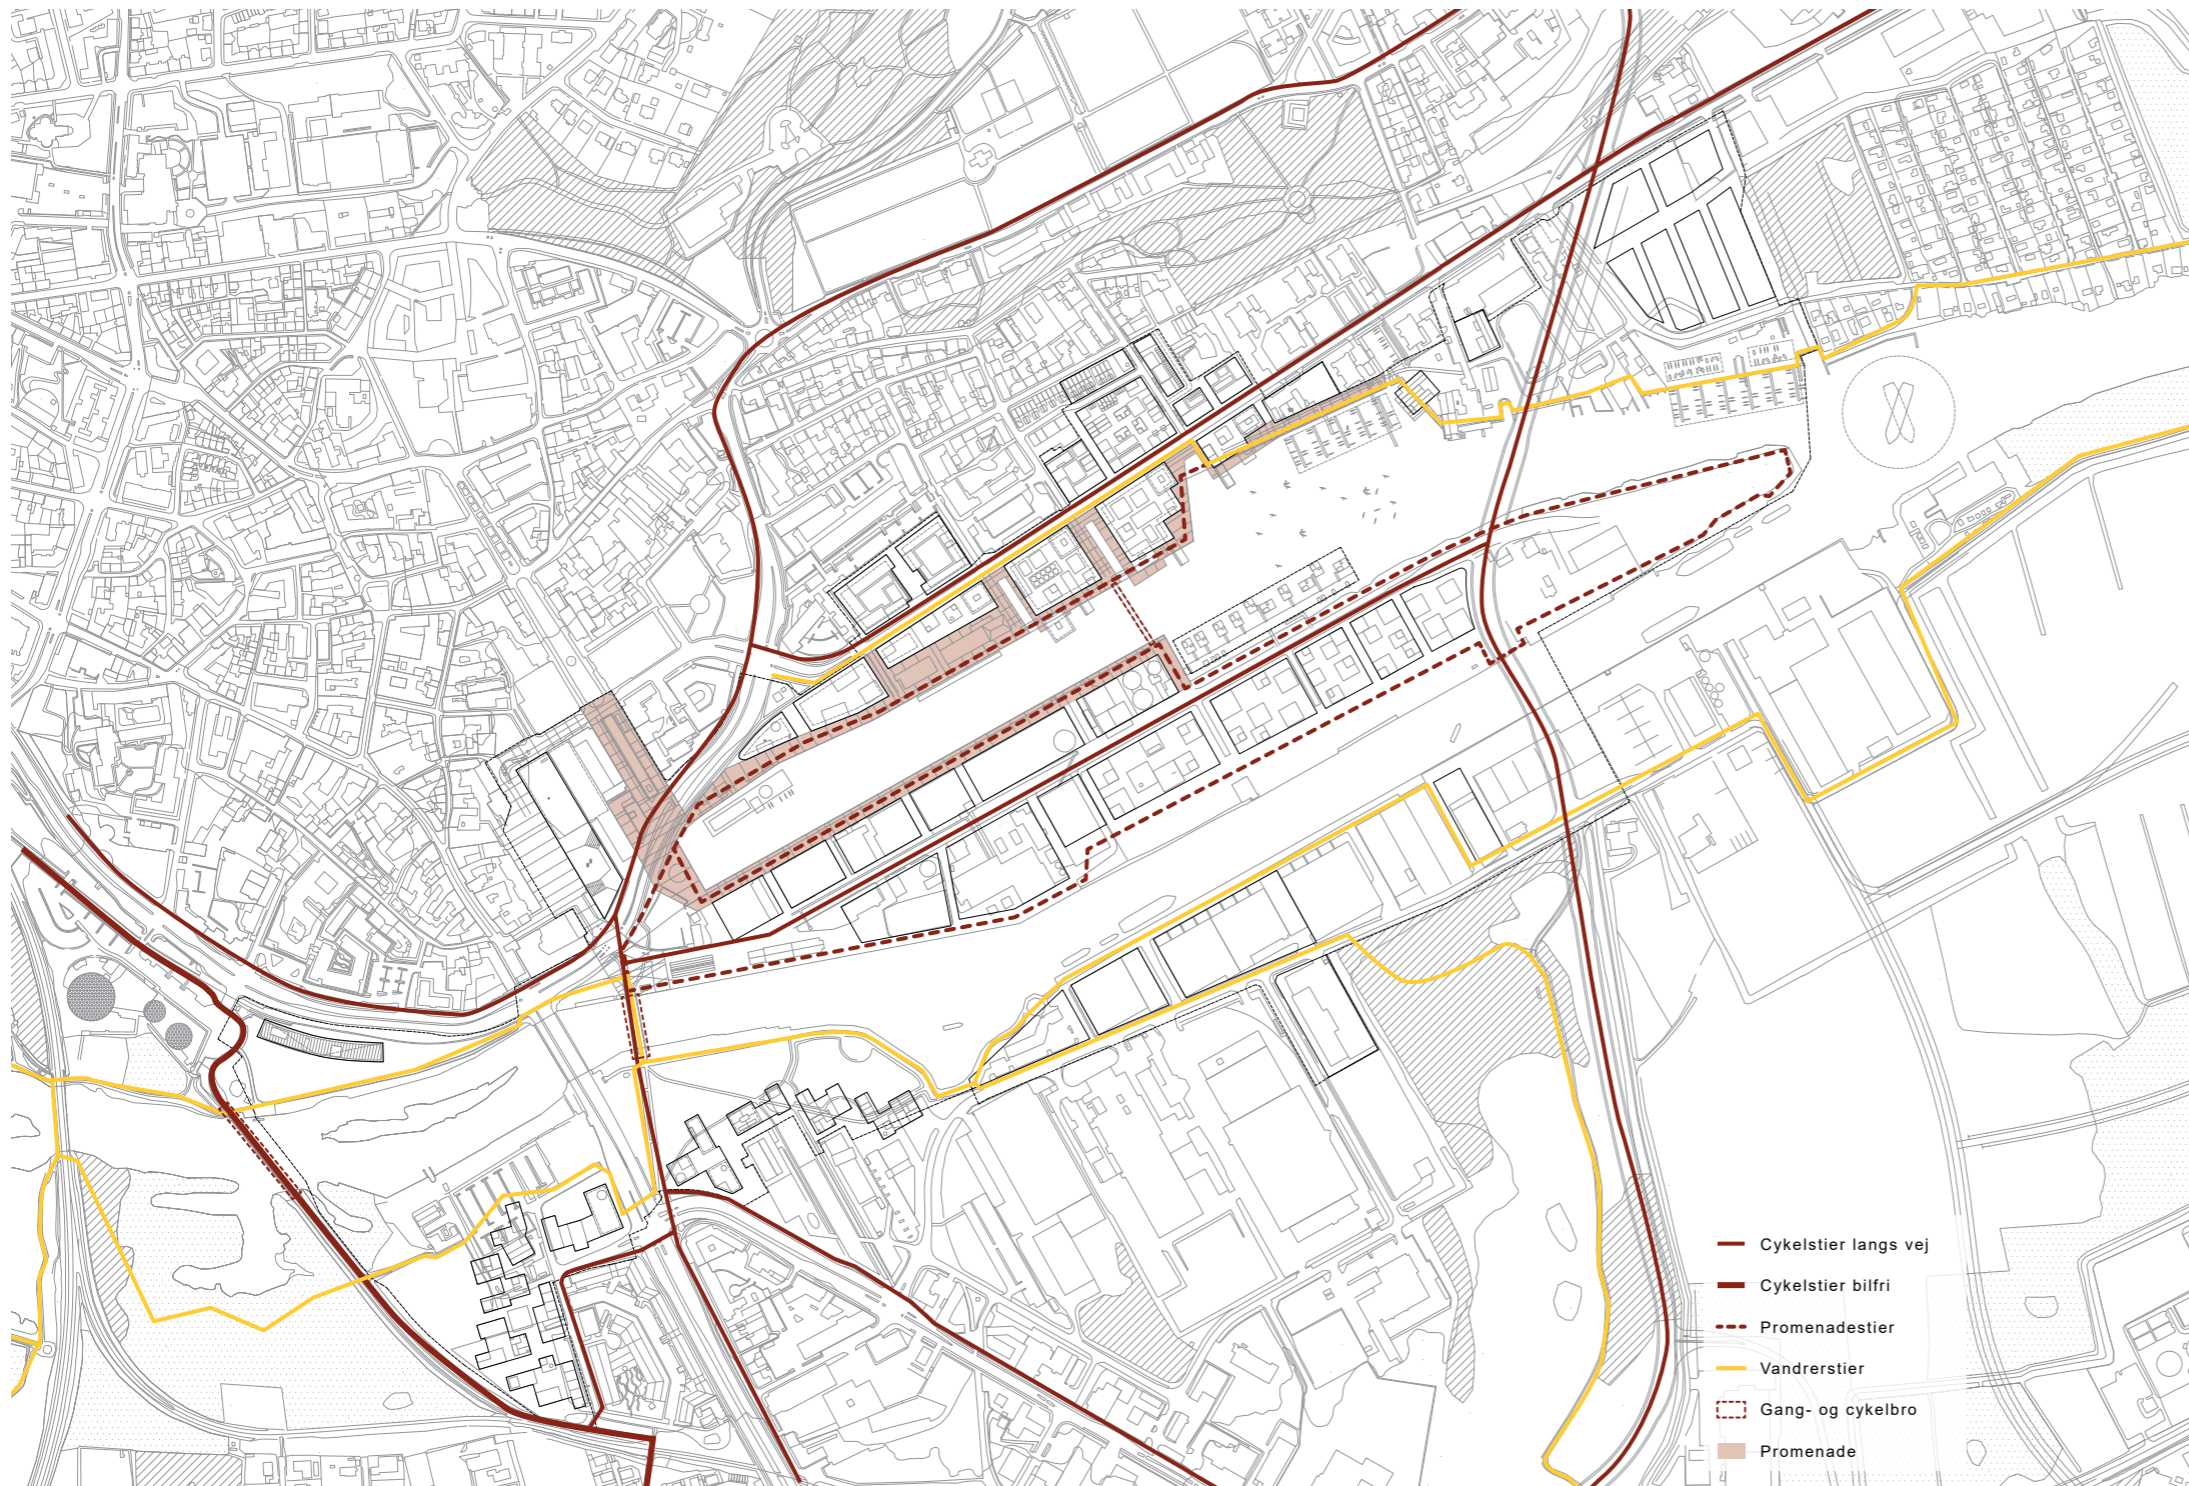 Cykelstier langs vej
Cykelstier bilfri
Promenadestier
Vandrerstier
Gang- og cykelbro
Promenade